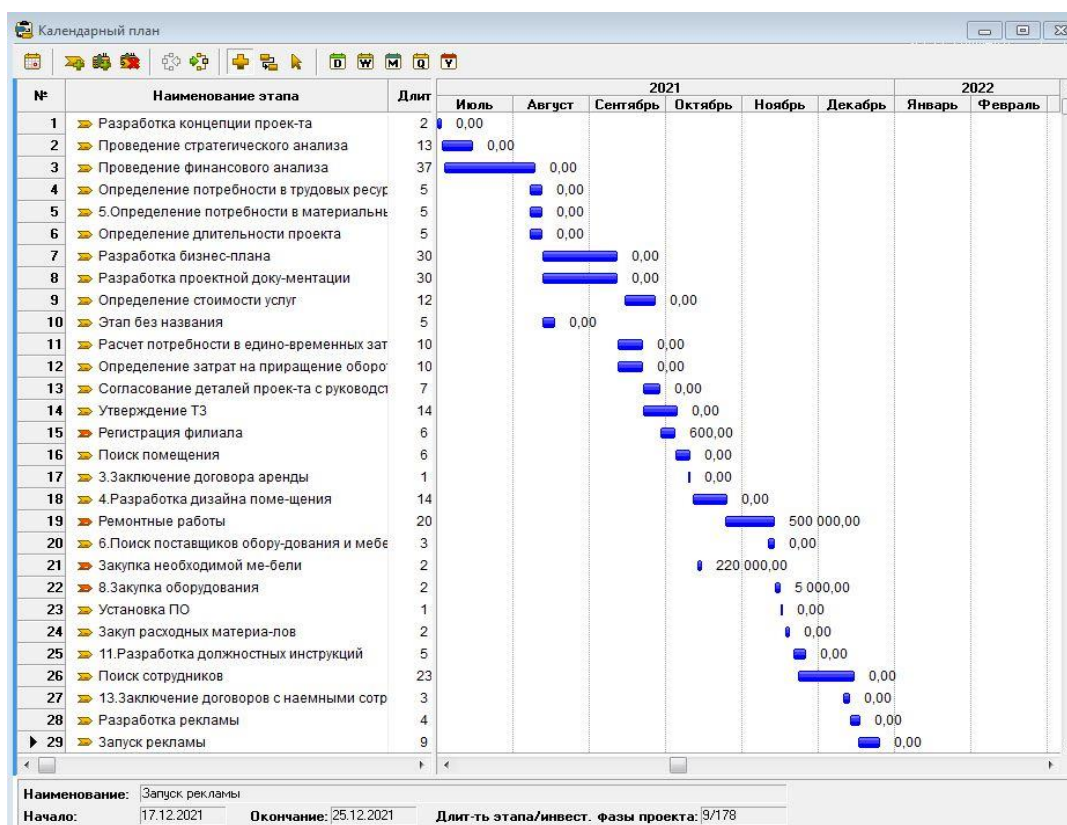 Календарный план
D W M Q Y
№ Наименование этапа Длит 2021 2022
Июль Август Сентябрь Октябрь Ноябрь Декабрь Январь Февраль
1 Разработка концепции проек-та 2 0,00
2 Проведение стратегического анализа 13 0,00
3 Проведение финансового анализа 37 0,00
4 Определение потребности в трудовых ресур 5 0,00
5 5.Определение потребности в материальнь 5 0,00
6 Определение длительности проекта 5 0,00
7 Разработка бизнес-плана 30 0,00
8 Разработка проектной доку-ментации 30 0,00
9 Определение стоимости услуг 12 0,00
10 Этап без названия 5 0,00
11 Расчет потребности в едино-временных зат 10 0,00
12 Определение затрат на приращение оборо 10 0,00
13 Согласование деталей проек-та с руководст 7 0,00
14 Утверждение ТЗ 14 0,00
15 Регистрация филиала 6 600,00
16 Поиск помещения 6 0,00
17 3.Заключение договора аренды 1 0,00
18 4.Разработка дизайна поме-щения 14 0,00
19 Ремонтные работы 20 500 000,00
20 6.Поиск поставщиков обору-дования и мебе 3 0,00
21 Закупка необходимой ме-бели 2 220 000,00
22 8.Закупка оборудования 2 5 000,00
23 Установка ПО 1 0,00
24 Закуп расходных материа-лов 2 0,00
25 11.Разработка должностных инструкций 5 0,00
26 Поиск сотрудников 23 0,00
27 13.Заключение договоров с наемными сотр 3 0,00
28 Разработка рекламы 4 0,00
29 Запуск рекламы 9 0,00
Наименование: Запуск рекламы
Начало: 17.12.2021 Окончание: 25.12.2021 Длит-ть этапа/инвест. фазы проекта: 9/178